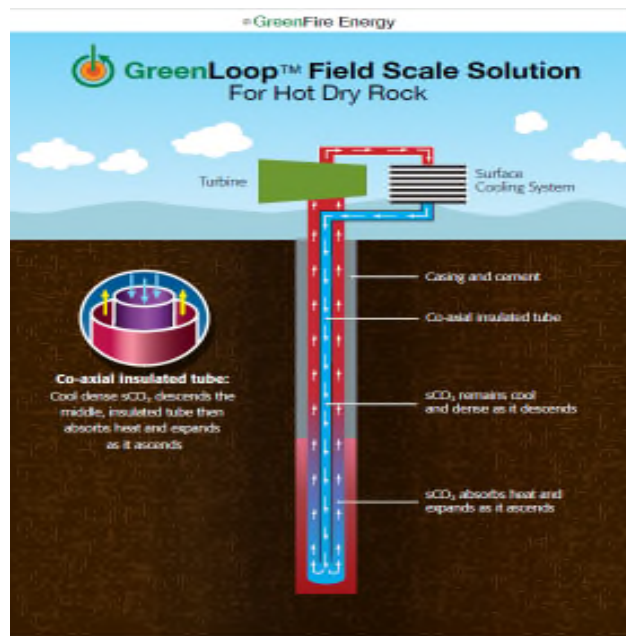 GreenFire Energy
GreenLoop™ Field Scale Solution
For Hot Dry Rock
Turbine
Surface
Cooling System
Casing and cement
Co-axial insulated tube
Co-axial insulated tube:
Cool dense sCO₂ descends the
middle, insulated tube then
absorbs heat and expands
as it ascends
sCO₂ remains cool
and dense as it descends
sCO₂ absorbs heat and
expands as it ascends